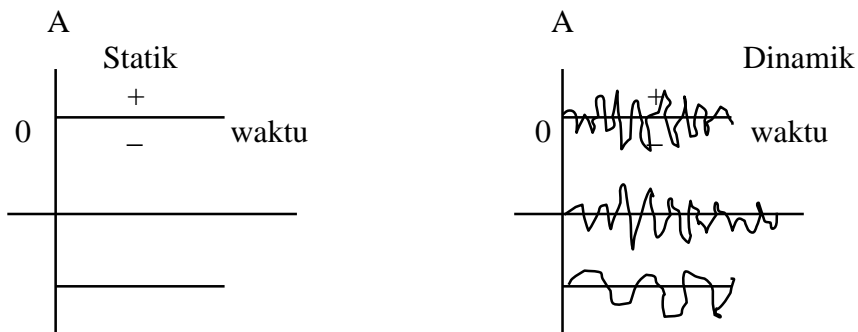 A A
Statik Dinamik
+ +
0 waktu 0 waktu
– –